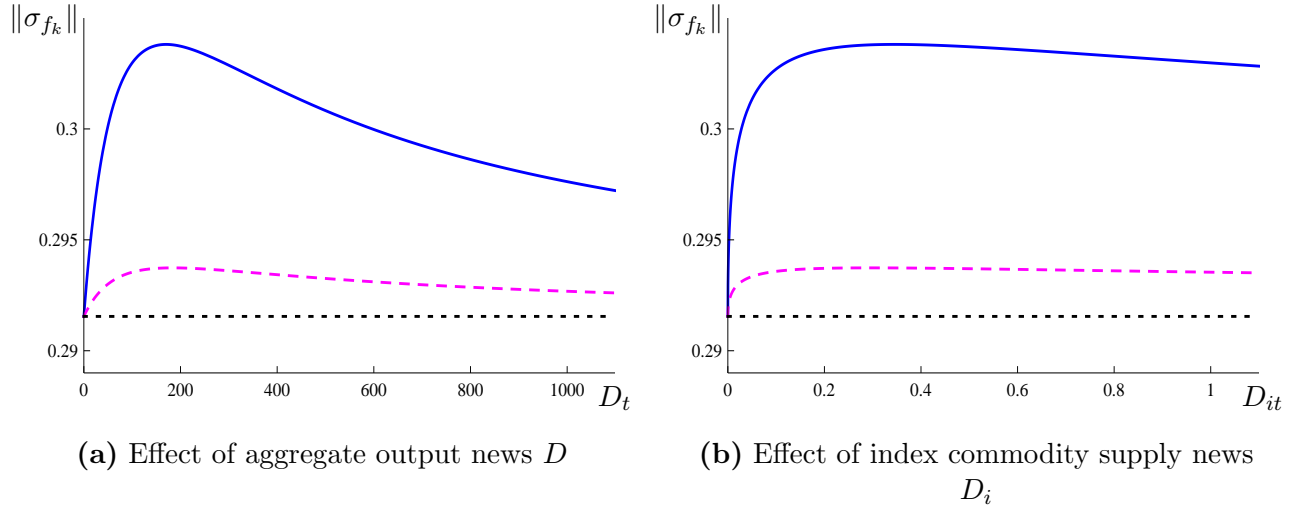 ‖σ_{f_k}‖
0.3
0.295
0.29
0 200 400 600 800 1000 D_t
(a) Effect of aggregate output news D
‖σ_{f_k}‖
0.3
0.295
0.29
0 0.2 0.4 0.6 0.8 1 D_{it}
(b) Effect of index commodity supply news
D_i